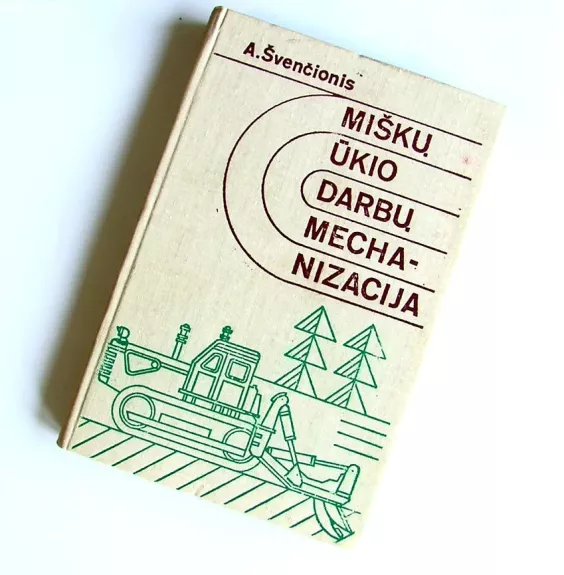 A.Švenčionis
MIŠKŲ
ŪKIO
DARBŲ
MECHA-
NIZACIJA